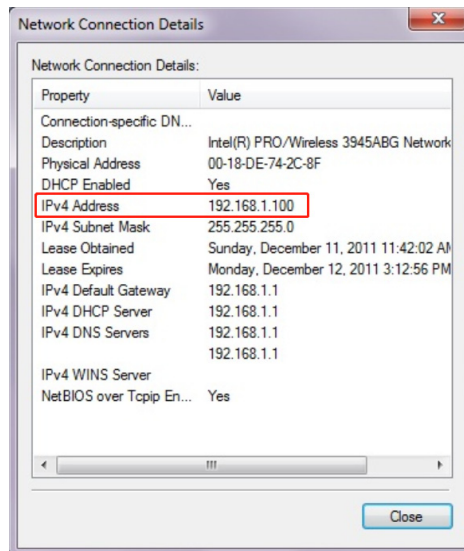 Network Connection Details
Network Connection Details:
Property Value
Connection-specific DN...
Description Intel(R) PRO/Wireless 3945ABG Network
Physical Address 00-18-DE-74-2C-8F
DHCP Enabled Yes
IPv4 Address 192.168.1.100
IPv4 Subnet Mask 255.255.255.0
Lease Obtained Sunday, December 11, 2011 11:42:02 AM
Lease Expires Monday, December 12, 2011 3:12:56 PM
IPv4 Default Gateway 192.168.1.1
IPv4 DHCP Server 192.168.1.1
IPv4 DNS Servers 192.168.1.1
192.168.1.1
IPv4 WINS Server
NetBIOS over Tcpip En... Yes
Close